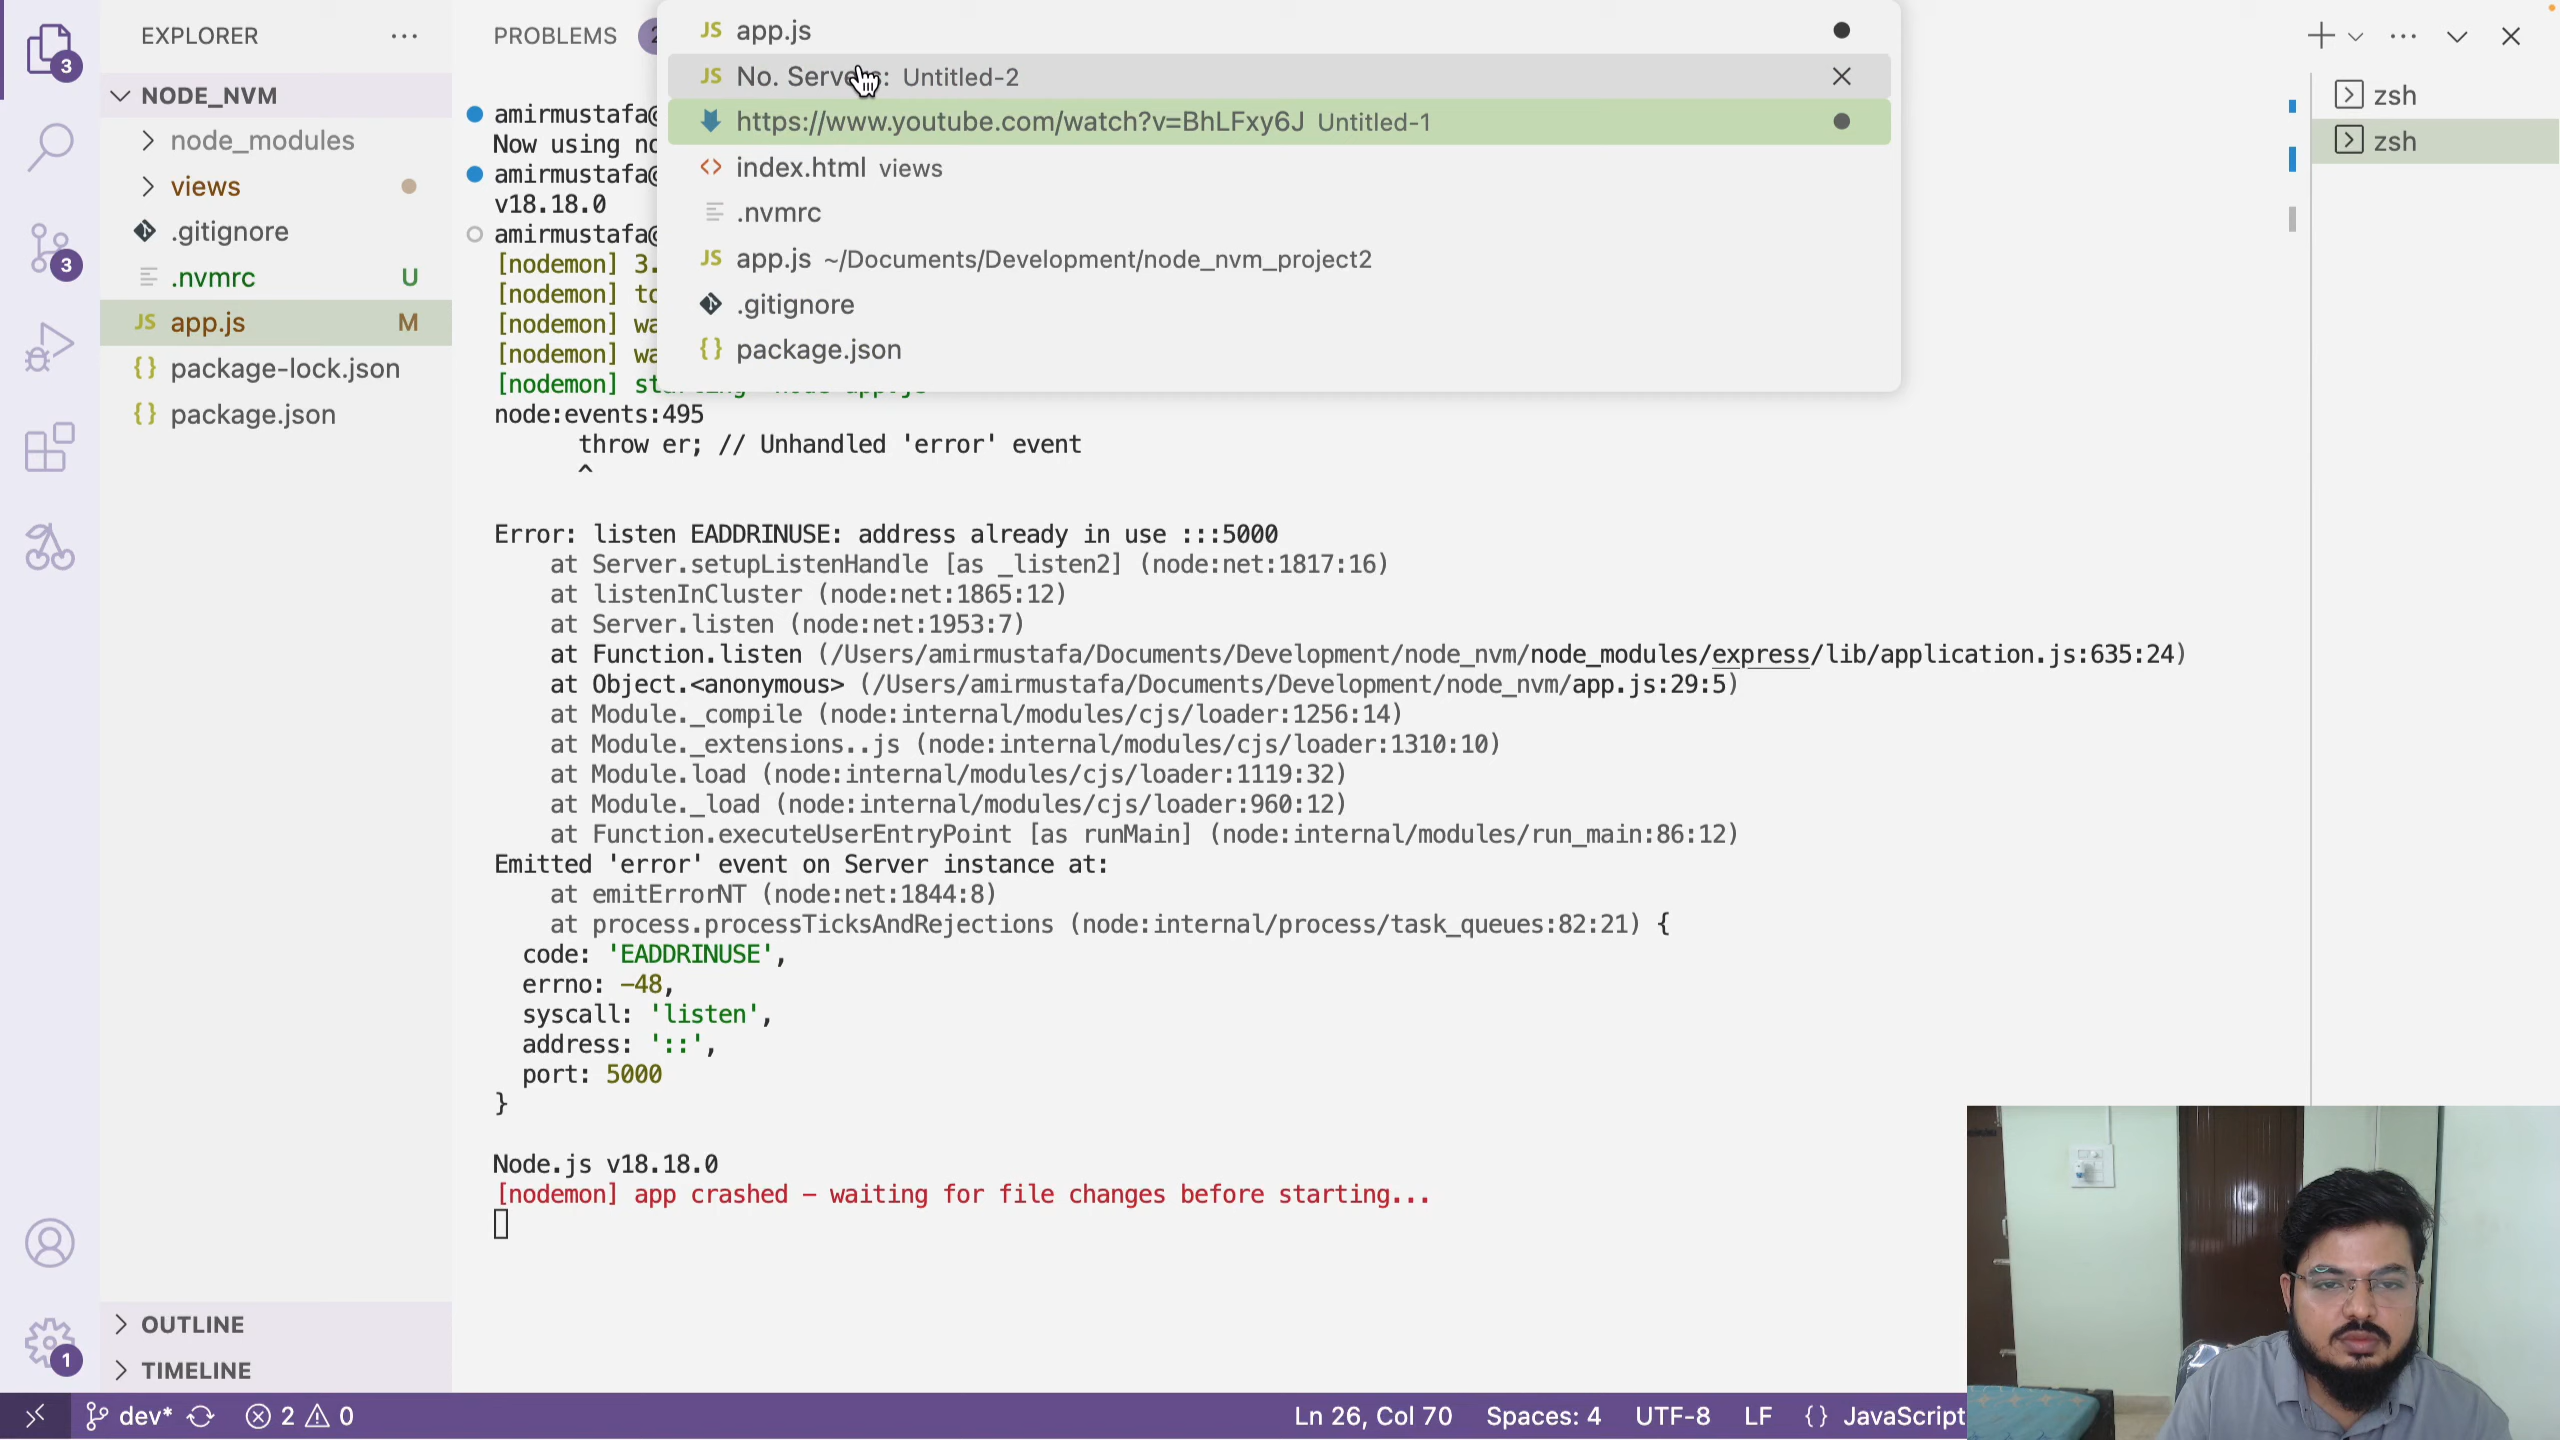 EXPLORER
3
NODE_NVM
node_modules
views
.gitignore
.nvmrc U
JS app.js M
{} package-lock.json
{} package.json
OUTLINE
TIMELINE
3
1
PROBLEMS
JS app.js
JS No. Serve Untitled-2
https://www.youtube.com/watch?v=BhLFxy6J Untitled-1
<> index.html views
.nvmrc
JS app.js ~/Documents/Development/node_nvm_project2
.gitignore
{} package.json
amirmustafa@
Now using
amirmustafa@
v18.18.0
amirmustafa@
[nodemon] 3.
[nodemon] to
[nodemon] wa
[nodemon] wa
[nodemon]
node:events:495
throw er; // Unhandled 'error' event
^
Error: listen EADDRINUSE: address already in use :::5000
at Server.setupListenHandle [as _listen2] (node:net:1817:16)
at listenInCluster (node:net:1865:12)
at Server.listen (node:net:1953:7)
at Function.listen (/Users/amirmustafa/Documents/Development/node_nvm/node_modules/express/lib/application.js:635:24)
at Object.<anonymous> (/Users/amirmustafa/Documents/Development/node_nvm/app.js:29:5)
at Module._compile (node:internal/modules/cjs/loader:1256:14)
at Module._extensions..js (node:internal/modules/cjs/loader:1310:10)
at Module.load (node:internal/modules/cjs/loader:1119:32)
at Module._load (node:internal/modules/cjs/loader:960:12)
at Function.executeUserEntryPoint [as runMain] (node:internal/modules/run_main:86:12)
Emitted 'error' event on Server instance at:
at emitErrorNT (node:net:1844:8)
at process.processTicksAndRejections (node:internal/process/task_queues:82:21) {
code: 'EADDRINUSE',
errno: -48,
syscall: 'listen',
address: '::',
port: 5000
}
Node.js v18.18.0
[nodemon] app crashed - waiting for file changes before starting...
zsh
zsh
dev* 2 0
Ln 26, Col 70 Spaces: 4 UTF-8 LF {} JavaScript